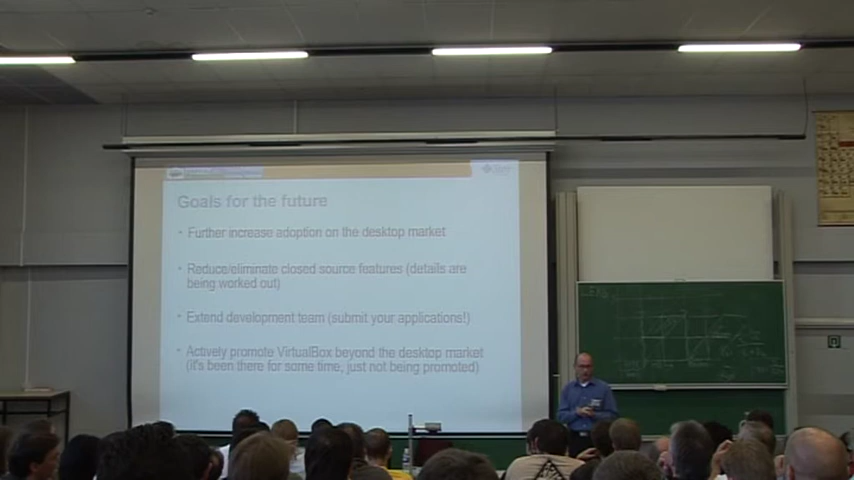 Goals for the future
• Further increase adoption on the desktop market
• Reduce/eliminate closed source features (details are
being worked out)
• Extend development team (submit your applications!)
• Actively promote VirtualBox beyond the desktop market
(it's been there for some time, just not being promoted)